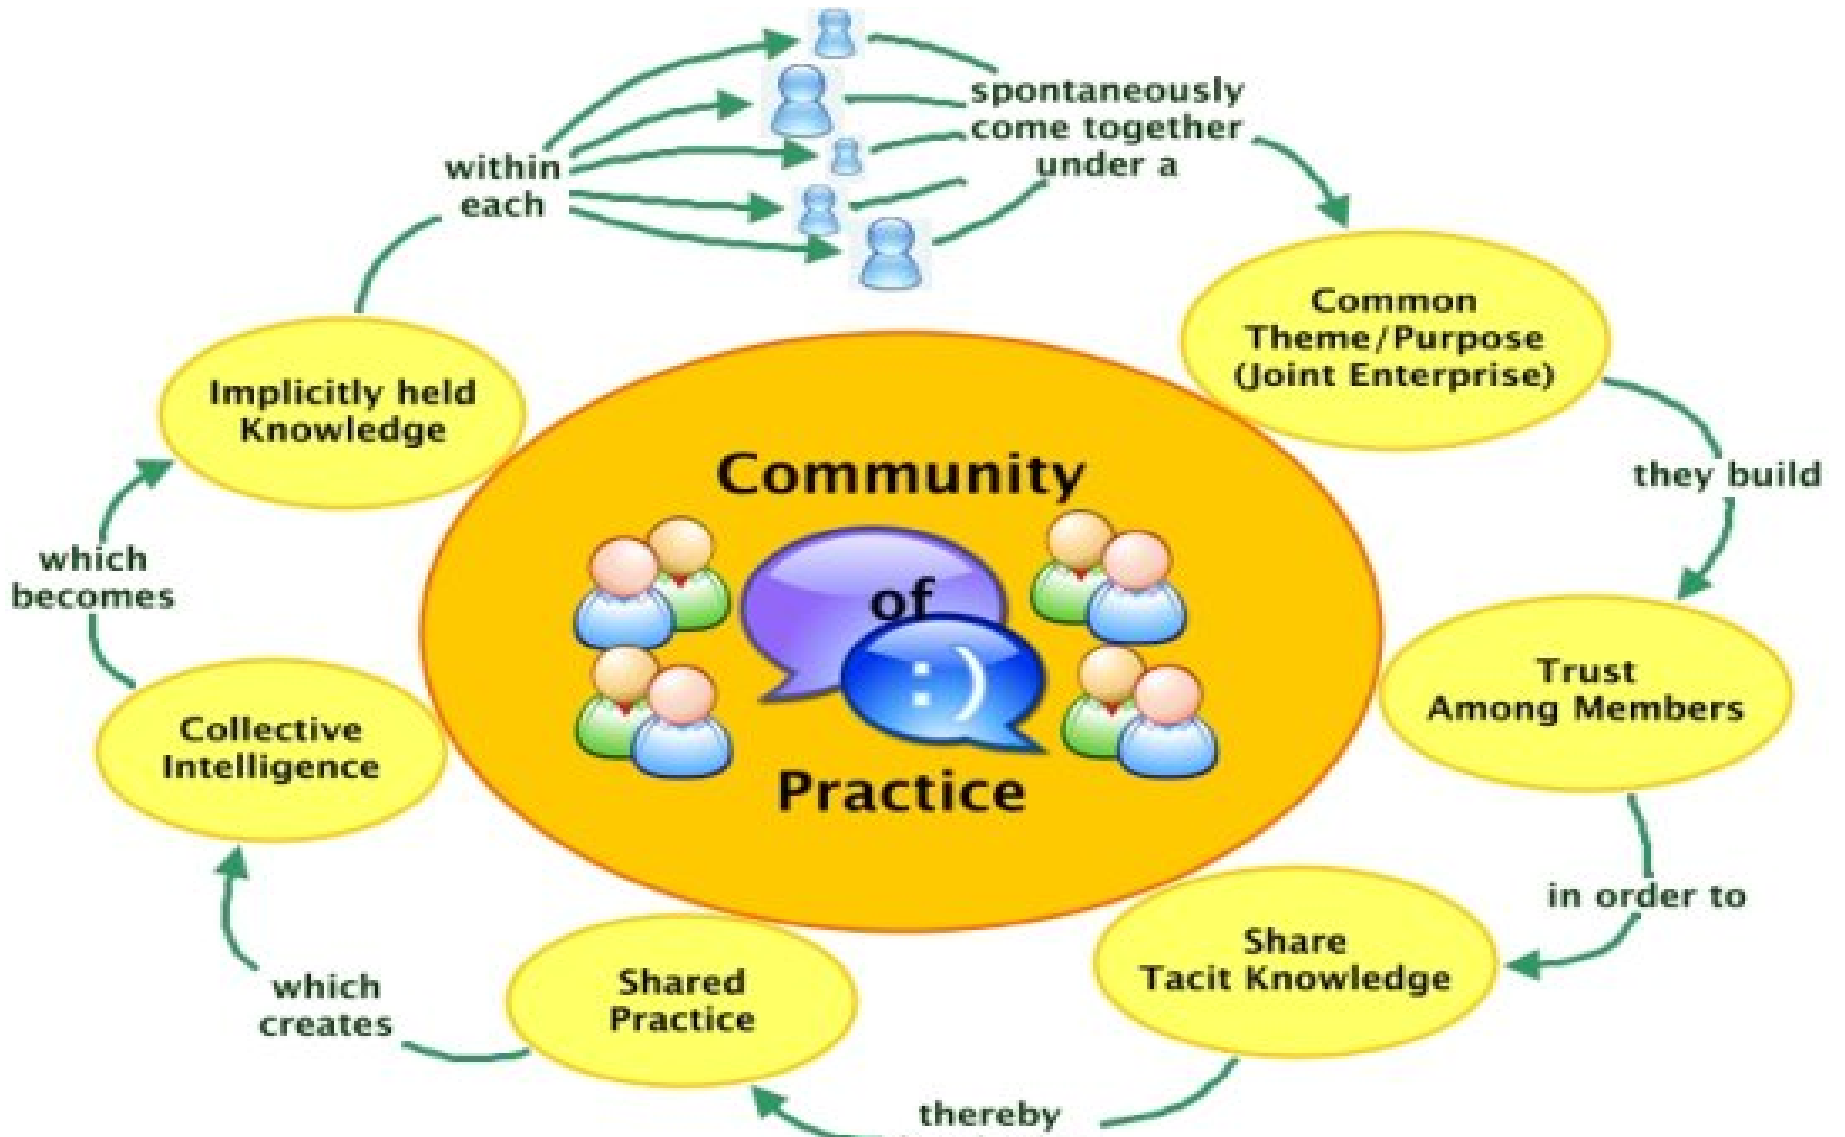 spontaneously
come together
under a
within
each
Common
Theme/Purpose
(Joint Enterprise)
they build
Trust
Among Members
in order to
Share
Tacit Knowledge
thereby
Shared
Practice
which
creates
Collective
Intelligence
which
becomes
Implicitly held
Knowledge
Community
of
:)
Practice